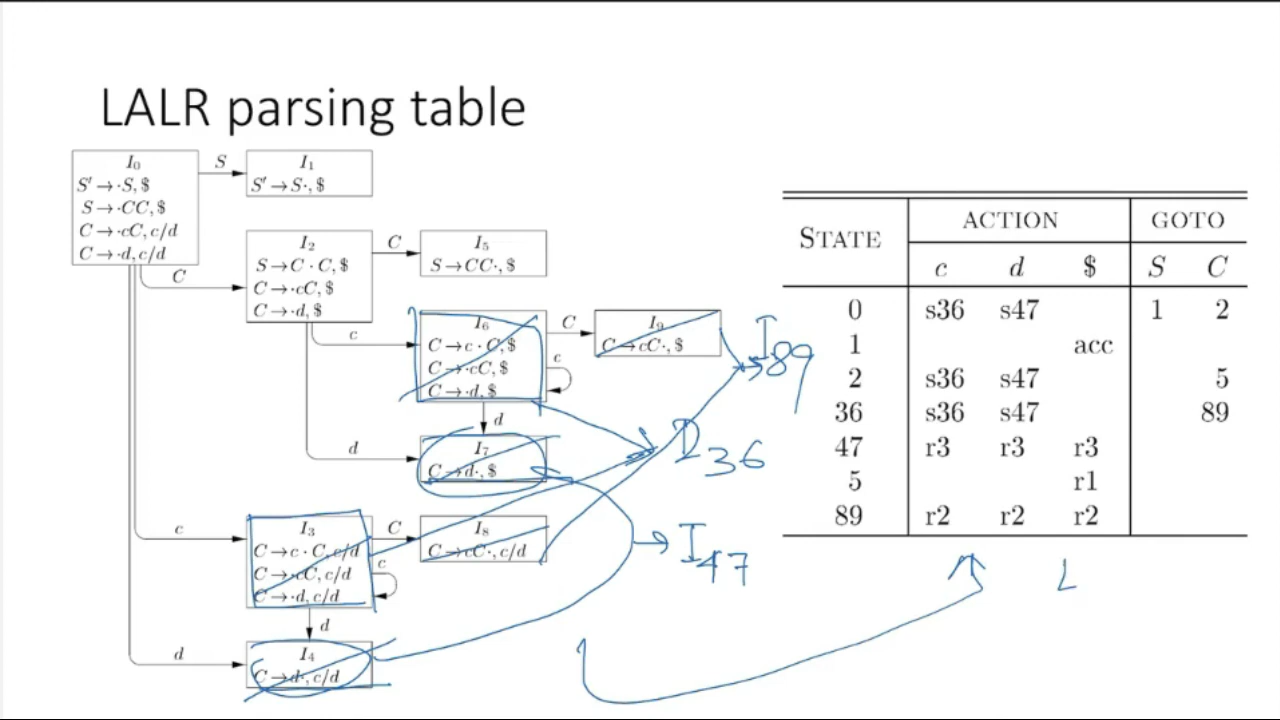 LALR parsing table
I₀
S′ → ·S, $
S → ·CC, $
C → ·cC, c/d
C → ·d, c/d
S
I₁
S′ → S·, $
C
I₂
S → C · C, $
C → ·cC, $
C → ·d, $
C
I₅
S → CC·, $
c
I₆
C → c · C, $
C → ·cC, $
C → ·d, $
C
I₉
C → cC·, $
c
d
d
I₇
C → d·, $
c
I₃
C → c · C, c/d
C → ·cC, c/d
C → ·d, c/d
C
I₈
C → cC·, c/d
c
d
d
I₄
C → d·, c/d
I₈₉
I₃₆
I₄₇
L
STATE ACTION GOTO
c d $ S C
0 s36 s47 1 2
1 acc
2 s36 s47 5
36 s36 s47 89
47 r3 r3 r3
5 r1
89 r2 r2 r2